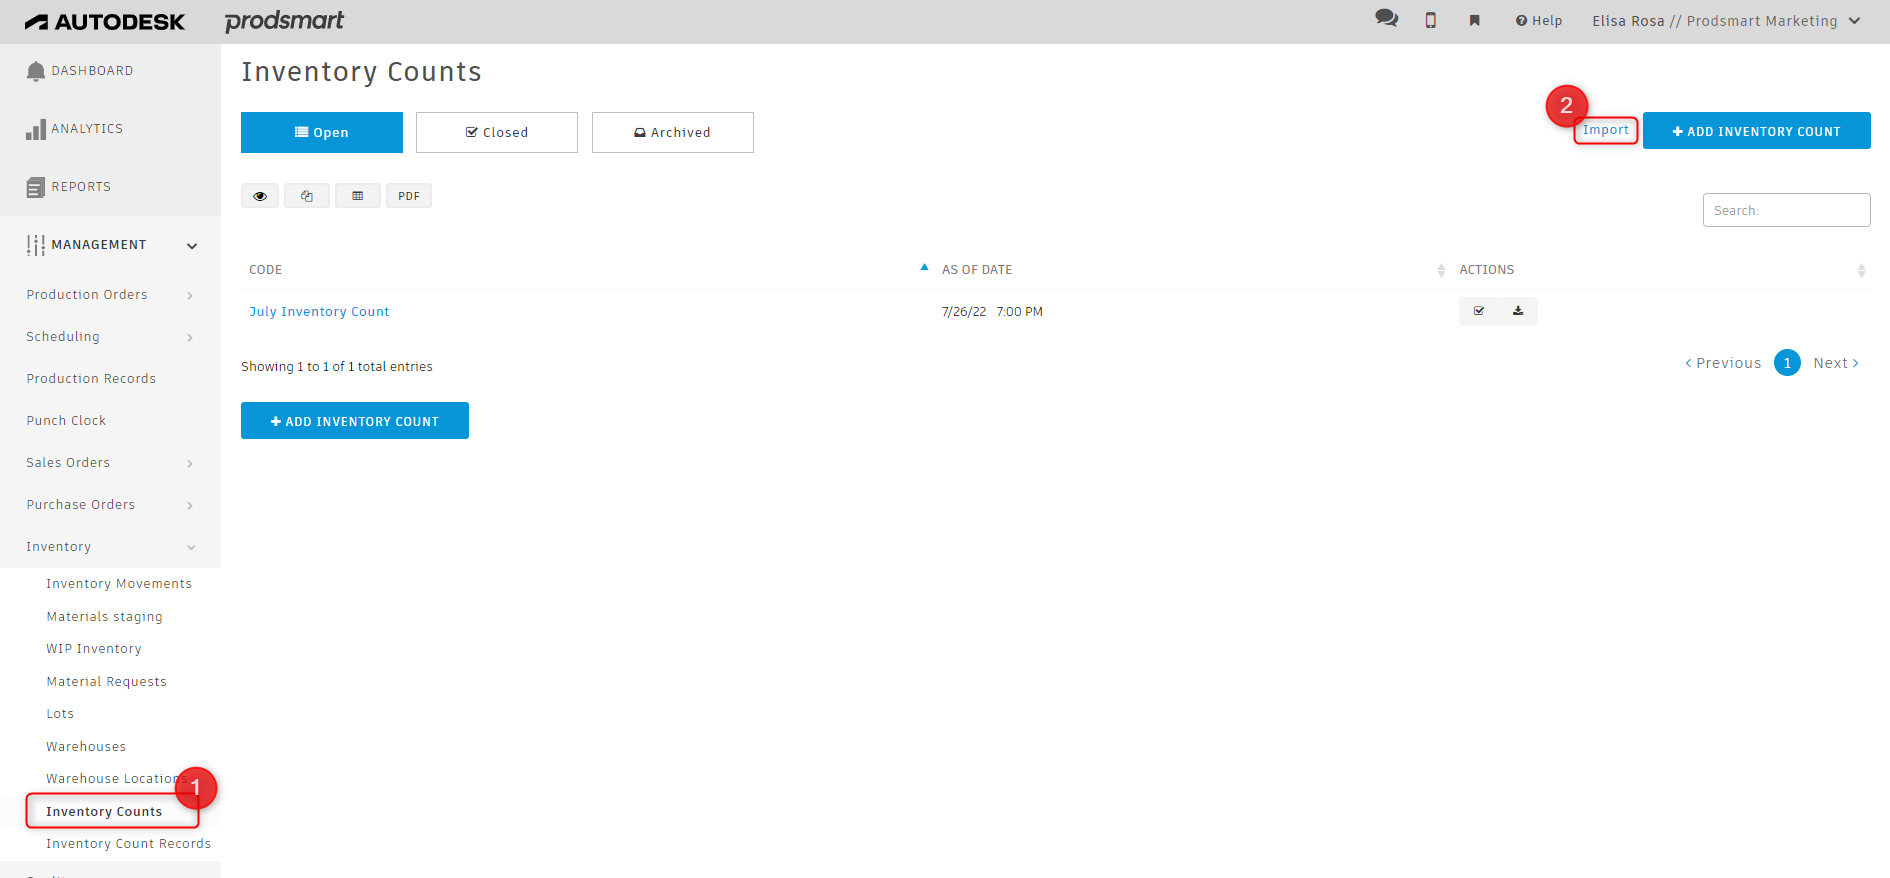 AUTODESK prodsmart
Help Elisa Rosa // Prodsmart Marketing
DASHBOARD
ANALYTICS
REPORTS
MANAGEMENT
Production Orders
Scheduling
Production Records
Punch Clock
Sales Orders
Purchase Orders
Inventory
Inventory Movements
Materials staging
WIP Inventory
Material Requests
Lots
Warehouses
Warehouse Locations
1
Inventory Counts
Inventory Count Records
Inventory Counts
Open Closed Archived
2
Import + ADD INVENTORY COUNT
PDF
Search:
CODE AS OF DATE ACTIONS
July Inventory Count 7/26/22 7:00 PM
Showing 1 to 1 of 1 total entries
< Previous 1 Next >
+ ADD INVENTORY COUNT